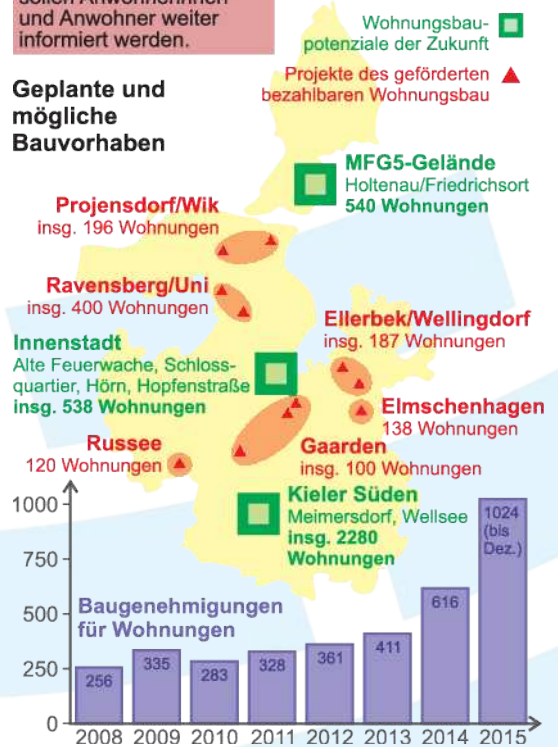 sollen Anwohnerinnen
und Anwohner weiter
informiert werden.
Wohnungsbau-
potenziale der Zukunft
Projekte des geförderten
bezahlbaren Wohnungsbau
Geplante und
mögliche
Bauvorhaben
MFG5-Gelände
Holtenau/Friedrichsort
540 Wohnungen
Projensdorf/Wik
insg. 196 Wohnungen
Ravensberg/Uni
insg. 400 Wohnungen
Ellerbek/Wellingdorf
insg. 187 Wohnungen
Innenstadt
Alte Feuerwache, Schloss-
quartier, Hörn, Hopfenstraße
insg. 538 Wohnungen
Elmschenhagen
138 Wohnungen
Russee
120 Wohnungen
Gaarden
insg. 100 Wohnungen
Kieler Süden
Meimersdorf, Wellsee
insg. 2280
Wohnungen
Baugenehmigungen
für Wohnungen
1000
750
500
250
0
256
335
283
328
361
411
616
1024
(bis
Dez.)
2008 2009 2010 2011 2012 2013 2014 2015